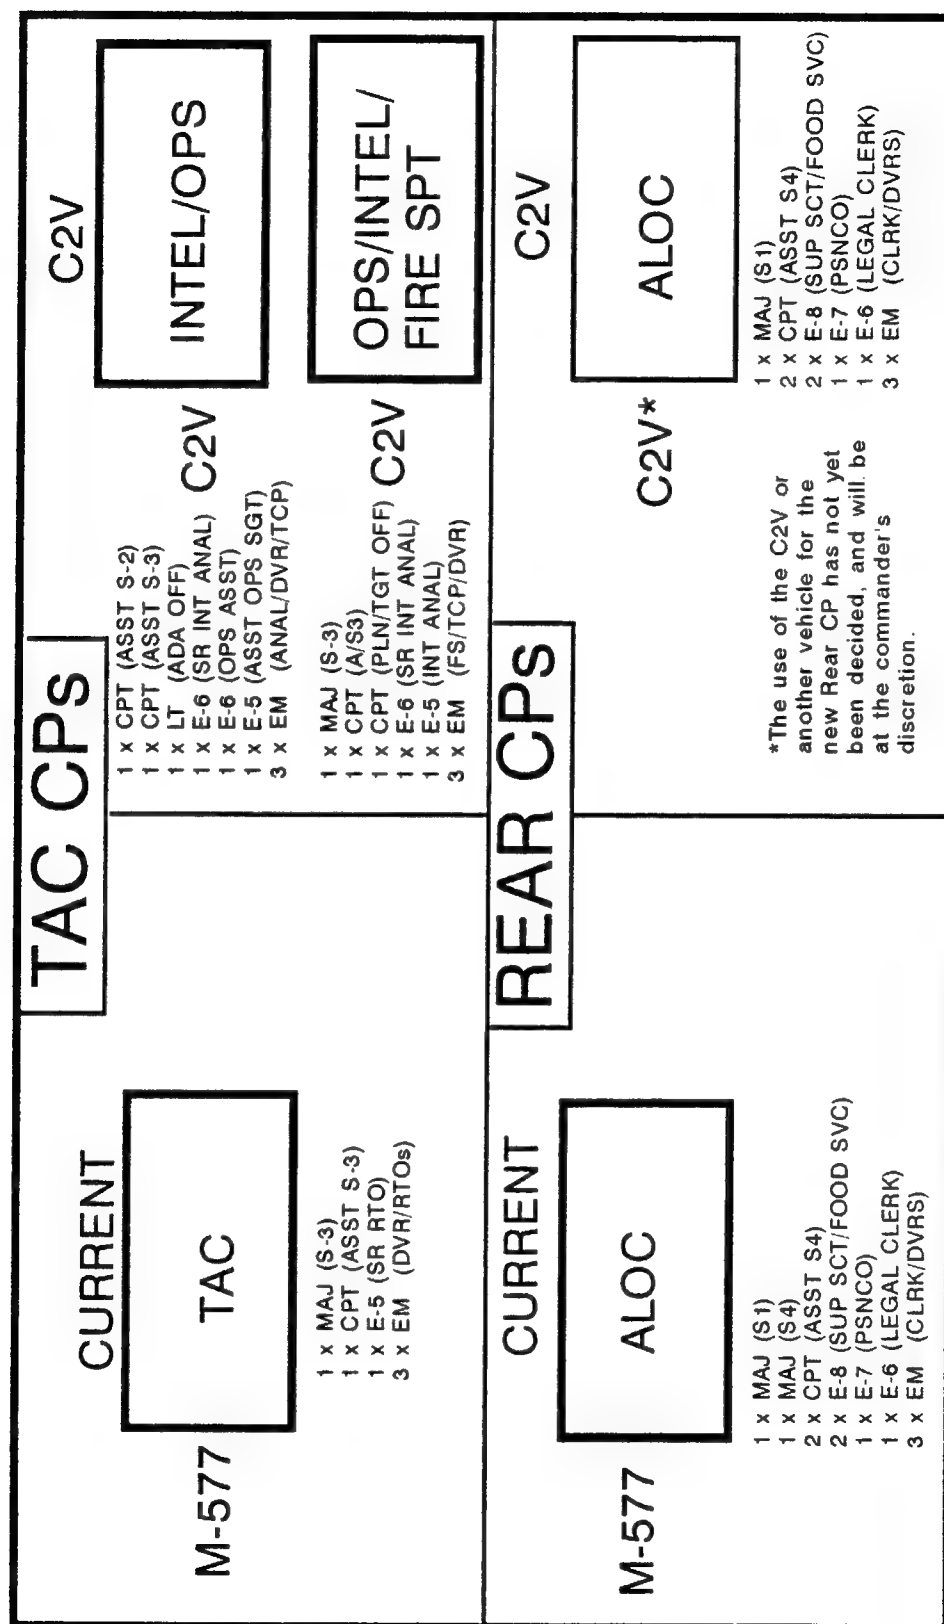 TAC CPs
CURRENT
M-577
TAC
1 x MAJ (S-3)
1 x CPT (ASST S-3)
1 x E-5 (SR RTO)
3 x EM (DVR/RTOs)
C2V
C2V
INTEL/OPS
1 x CPT (ASST S-2)
1 x CPT (ASST S-3)
1 x LT (ADA OFF)
1 x E-6 (SR INT ANAL)
1 x E-6 (OPS ASST)
1 x E-5 (ASST OPS SGT)
3 x EM (ANAL/DVR/TCP)
C2V
OPS/INTEL/
FIRE SPT
1 x MAJ (S-3)
1 x CPT (A/S3)
1 x CPT (PLN/TGT OFF)
1 x E-6 (SR INT ANAL)
1 x E-5 (INT ANAL)
3 x EM (FS/TCP/DVR)
REAR CPs
CURRENT
M-577
ALOC
1 x MAJ (S1)
1 x MAJ (S4)
2 x CPT (ASST S4)
2 x E-8 (SUP SCT/FOOD SVC)
1 x E-7 (PSNCO)
1 x E-6 (LEGAL CLERK)
3 x EM (CLRK/DVRS)
C2V
C2V*
ALOC
1 x MAJ (S1)
2 x CPT (ASST S4)
2 x E-8 (SUP SCT/FOOD SVC)
1 x E-7 (PSNCO)
1 x E-6 (LEGAL CLERK)
3 x EM (CLRK/DVRS)
*The use of the C2V or
another vehicle for the
new Rear CP has not yet
been decided, and will be
at the commander's
discretion.